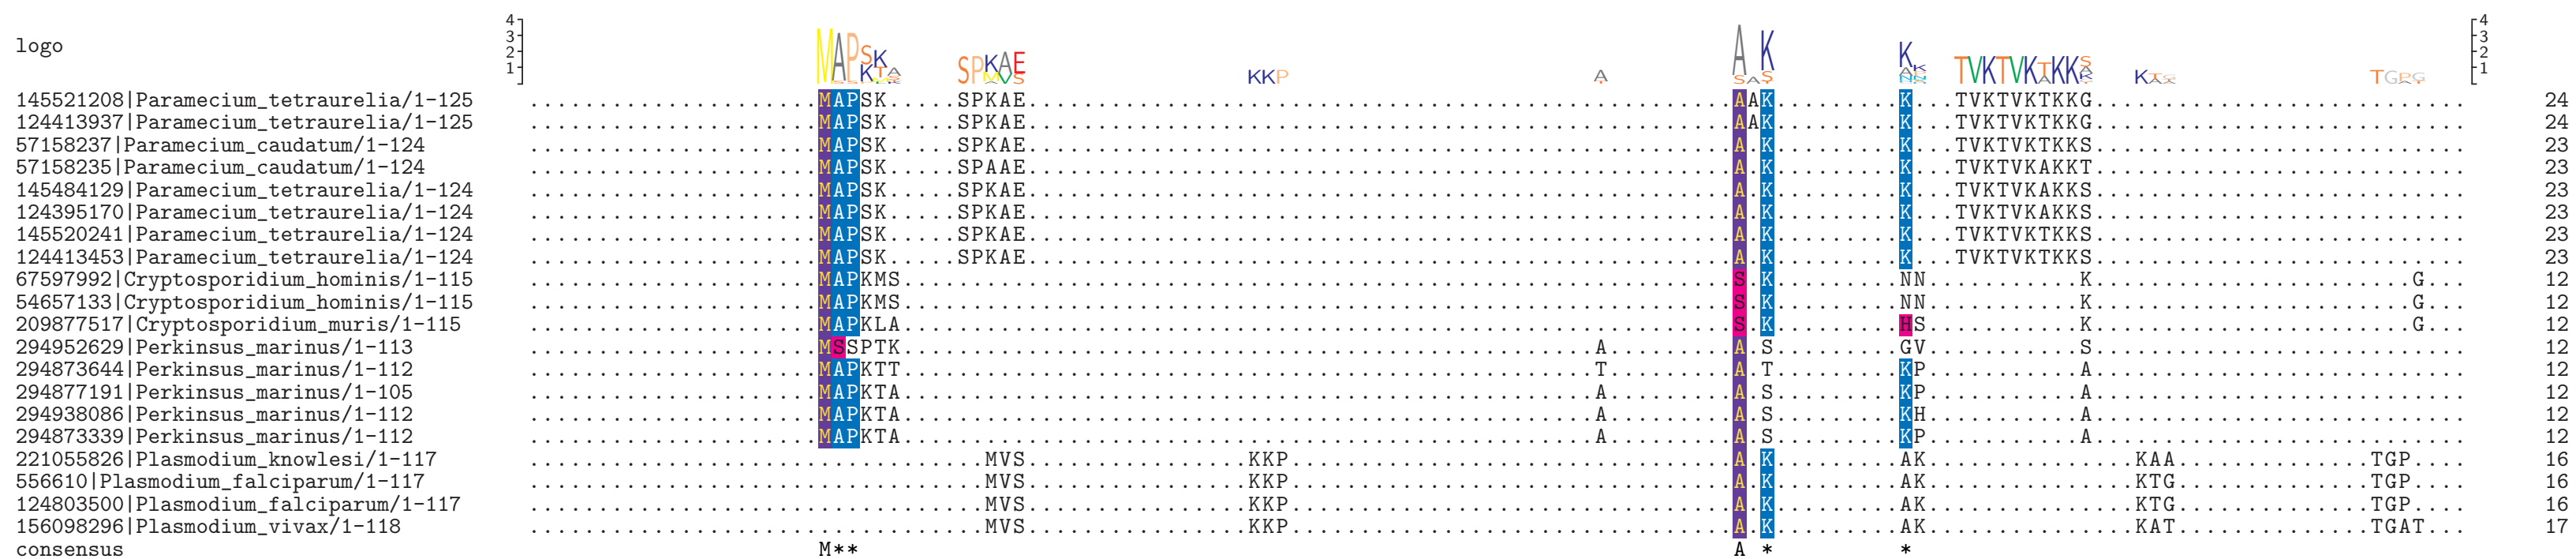 logo
4
3
2
1
4
3
2
1
145521208|Paramecium_tetraurelia/1-125 .....................MAPSK.....SPKAE...................................................AAK.........K...TVKTVKTKKG........................... 24
124413937|Paramecium_tetraurelia/1-125 .....................MAPSK.....SPKAE...................................................AAK.........K...TVKTVKTKKG........................... 24
57158237|Paramecium_caudatum/1-124 .....................MAPSK.....SPKAE...................................................A.K.........K...TVKTVKTKKS........................... 23
57158235|Paramecium_caudatum/1-124 .....................MAPSK.....SPAAE...................................................A.K.........K...TVKTVKAKKT........................... 23
145484129|Paramecium_tetraurelia/1-124 .....................MAPSK.....SPKAE...................................................A.K.........K...TVKTVKAKKS........................... 23
124395170|Paramecium_tetraurelia/1-124 .....................MAPSK.....SPKAE...................................................A.K.........K...TVKTVKAKKS........................... 23
145520241|Paramecium_tetraurelia/1-124 .....................MAPSK.....SPKAE...................................................A.K.........K...TVKTVKTKKS........................... 23
124413453|Paramecium_tetraurelia/1-124 .....................MAPSK.....SPKAE...................................................A.K.........K...TVKTVKTKKS........................... 23
67597992|Cryptosporidium_hominis/1-115 .....................MAPKMS............................................................S.K.........NN...........K.......................G... 12
54657133|Cryptosporidium_hominis/1-115 .....................MAPKMS............................................................S.K.........NN...........K.......................G... 12
209877517|Cryptosporidium_muris/1-115 .....................MAPKLA............................................................S.K.........HS...........K.......................G... 12
294952629|Perkinsus_marinus/1-113 .....................MSSPTK..................................................A.........A.S.........GV...........S........................... 12
294873644|Perkinsus_marinus/1-112 .....................MAPKTT..................................................T.........A.T.........KP...........A........................... 12
294877191|Perkinsus_marinus/1-105 .....................MAPKTA..................................................A.........A.S.........KP...........A........................... 12
294938086|Perkinsus_marinus/1-112 .....................MAPKTA..................................................A.........A.S.........KH...........A........................... 12
294873339|Perkinsus_marinus/1-112 .....................MAPKTA..................................................A.........A.S.........KP...........A........................... 12
221055826|Plasmodium_knowlesi/1-117 .................................MVS................KKP................................A.K.........AK...............KAA..............TGP.... 16
556610|Plasmodium_falciparum/1-117 .................................MVS................KKP................................A.K.........AK...............KTG..............TGP.... 16
124803500|Plasmodium_falciparum/1-117 .................................MVS................KKP................................A.K.........AK...............KTG..............TGP.... 16
156098296|Plasmodium_vivax/1-118 .................................MVS................KKP................................A.K.........AK...............KAT..............TGAT... 17
consensus M** A * *